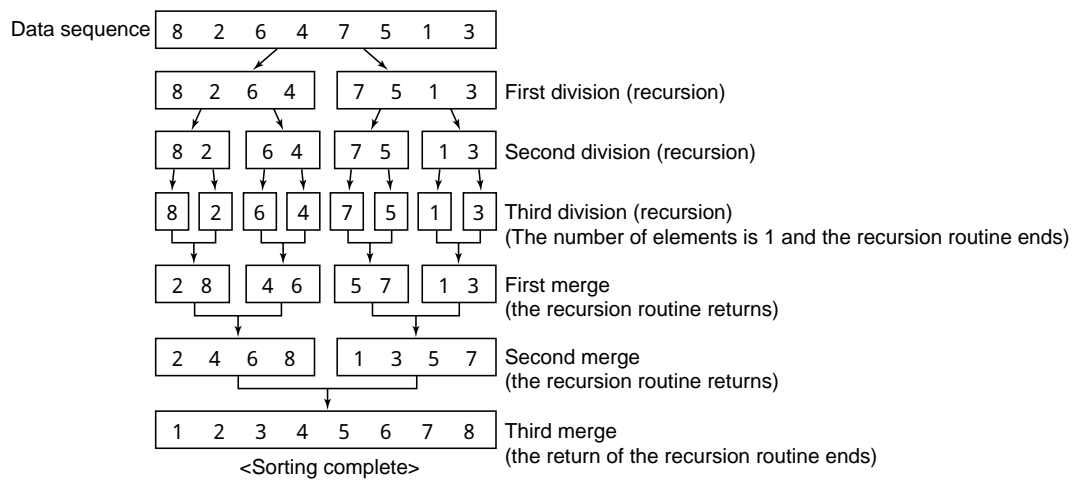 Data sequence 8 2 6 4 7 5 1 3
8 2 6 4 7 5 1 3 First division (recursion)
8 2 6 4 7 5 1 3 Second division (recursion)
8 2 6 4 7 5 1 3 Third division (recursion)
(The number of elements is 1 and the recursion routine ends)
2 8 4 6 5 7 1 3 First merge
(the recursion routine returns)
2 4 6 8 1 3 5 7 Second merge
(the recursion routine returns)
1 2 3 4 5 6 7 8 Third merge
(the return of the recursion routine ends)
<Sorting complete>